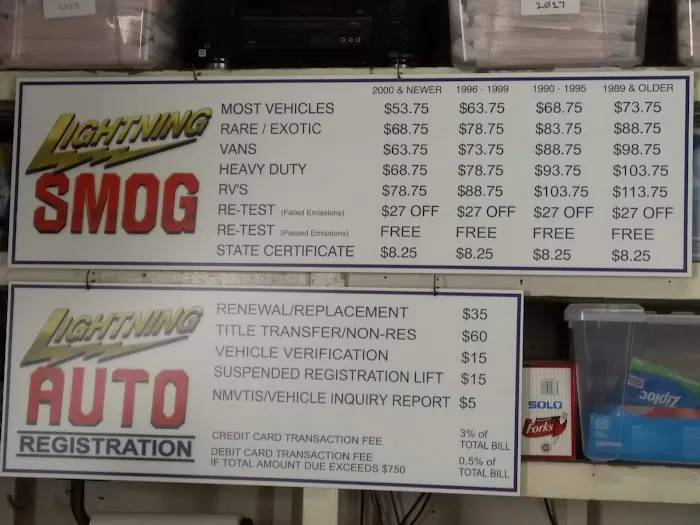 2017
2017
LIGHTNING SMOG
2000 & NEWER 1996 - 1999 1990 - 1995 1989 & OLDER
MOST VEHICLES $53.75 $63.75 $68.75 $73.75
RARE / EXOTIC $68.75 $78.75 $83.75 $88.75
VANS $63.75 $73.75 $88.75 $98.75
HEAVY DUTY $68.75 $78.75 $93.75 $103.75
RV'S $78.75 $88.75 $103.75 $113.75
RE-TEST (Failed Emissions) $27 OFF $27 OFF $27 OFF $27 OFF
RE-TEST (Passed Emissions) FREE FREE FREE FREE
STATE CERTIFICATE $8.25 $8.25 $8.25 $8.25
LIGHTNING
AUTO
REGISTRATION
RENEWAL/REPLACEMENT $35
TITLE TRANSFER/NON-RES $60
VEHICLE VERIFICATION $15
SUSPENDED REGISTRATION LIFT $15
NMVTIS/VEHICLE INQUIRY REPORT $5
CREDIT CARD TRANSACTION FEE 3% of TOTAL BILL
DEBIT CARD TRANSACTION FEE
IF TOTAL AMOUNT DUE EXCEEDS $750 0.5% of TOTAL BILL
SOLO
Forks
Ziploc